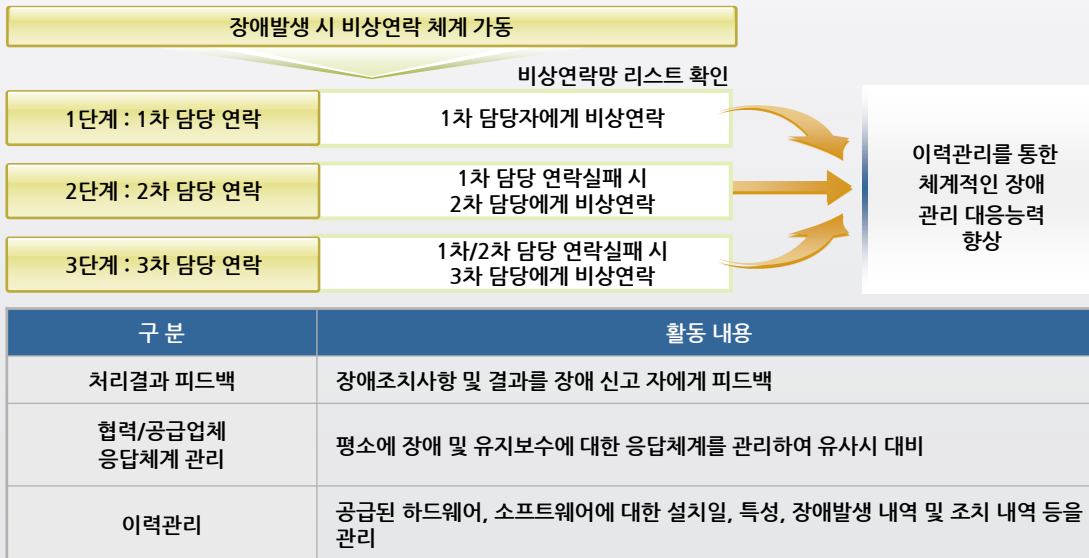 장애발생 시 비상연락 체계 가동
비상연락망 리스트 확인
1단계 : 1차 담당 연락
1차 담당자에게 비상연락
2단계 : 2차 담당 연락
1차 담당 연락실패 시
2차 담당에게 비상연락
3단계 : 3차 담당 연락
1차/2차 담당 연락실패 시
3차 담당에게 비상연락
이력관리를 통한
체계적인 장애
관리 대응능력
향상
구 분
활동 내용
처리결과 피드백
장애조치사항 및 결과를 장애 신고 자에게 피드백
협력/공급업체
응답체계 관리
평소에 장애 및 유지보수에 대한 응답체계를 관리하여 유사시 대비
이력관리
공급된 하드웨어, 소프트웨어에 대한 설치일, 특성, 장애발생 내역 및 조치 내역 등을
관리